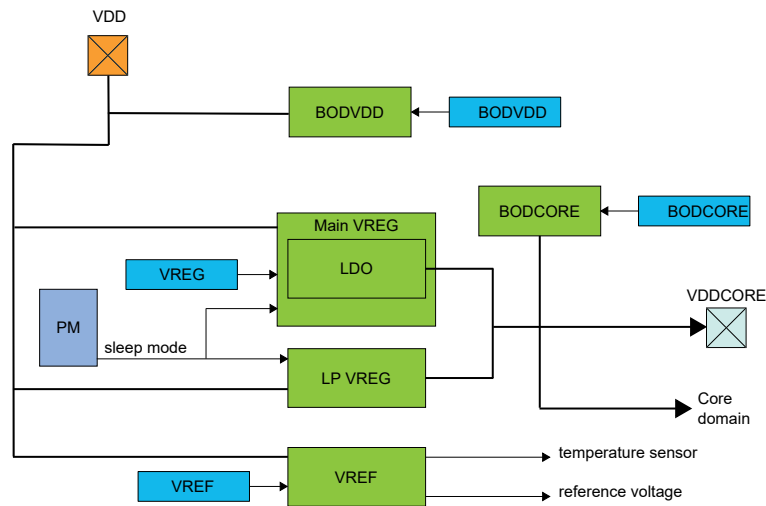 VDD
BODVDD
BODVDD
BODCORE
BODCORE
Main VREG
LDO
VREG
VDDCORE
PM
sleep mode
LP VREG
Core
domain
temperature sensor
VREF
VREF
reference voltage